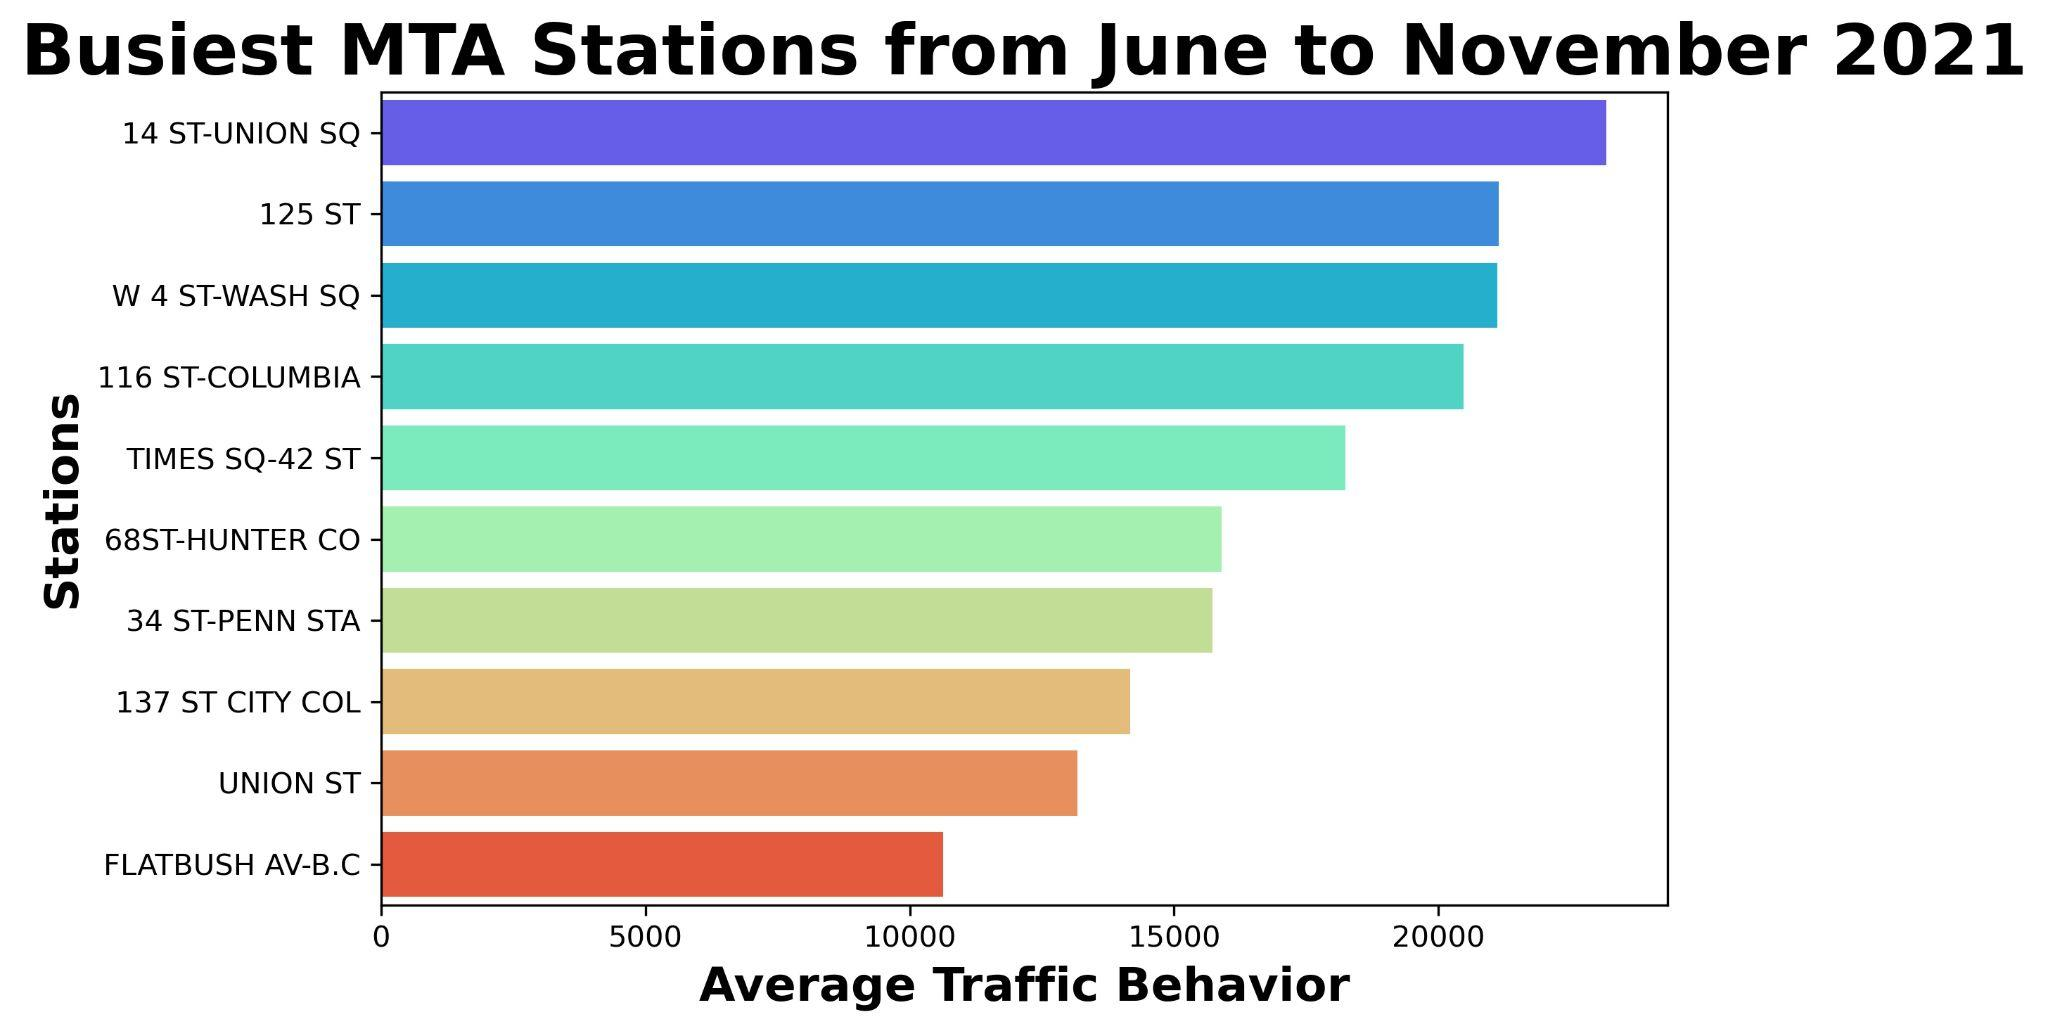 Busiest MTA Stations from June to November 2021
14 ST-UNION SQ
125 ST
W 4 ST-WASH SQ
116 ST-COLUMBIA
TIMES SQ-42 ST
68ST-HUNTER CO
34 ST-PENN STA
137 ST CITY COL
UNION ST
FLATBUSH AV-B.C
Stations
0 5000 10000 15000 20000
Average Traffic Behavior